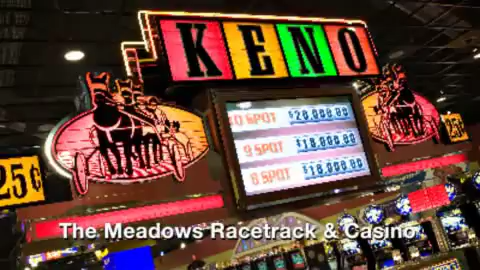 KENO
10 SPOT $20,000.00
9 SPOT $18,000.00
8 SPOT $18,000.00
25¢
25¢
The Meadows Racetrack & Casino